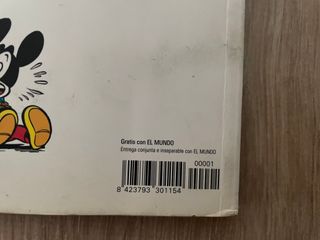 Gratis con EL MUNDO
Entrega conjunta e inseparable con EL MUNDO
00001
8 423793 301154